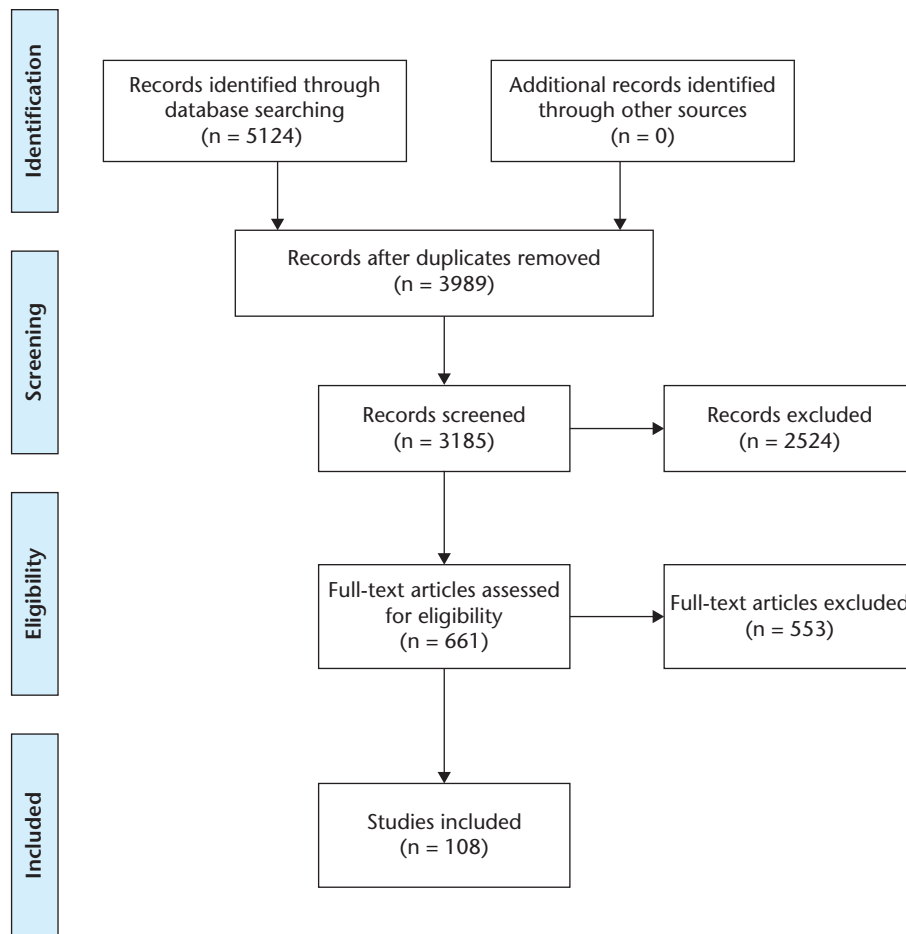 Identification
Records identified through
database searching
(n = 5124)
Additional records identified
through other sources
(n = 0)
Records after duplicates removed
(n = 3989)
Screening
Records screened
(n = 3185)
Records excluded
(n = 2524)
Eligibility
Full-text articles assessed
for eligibility
(n = 661)
Full-text articles excluded
(n = 553)
Included
Studies included
(n = 108)